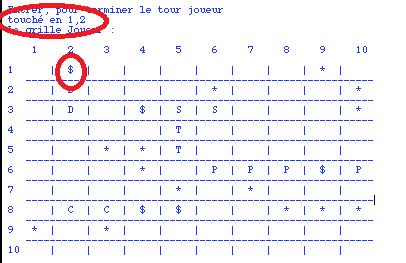 Entrer, pour terminer le tour joueur
touché en 1,2
La grille Joueur :
1 2 3 4 5 6 7 8 9 10
1 | $ | | | | | | | * |
2 | | | | | * | | | | *
3 | D | | $ | S | S | | | | *
4 | | | | T | | | | |
5 | | * | * | T | | | | |
6 | | | * | | P | P | P | $ | P
7 | | | | * | | * | | |
8 | C | C | $ | $ | | | * | * | *
9 * | | * | | | | | | |
10 | | | | | | | | |